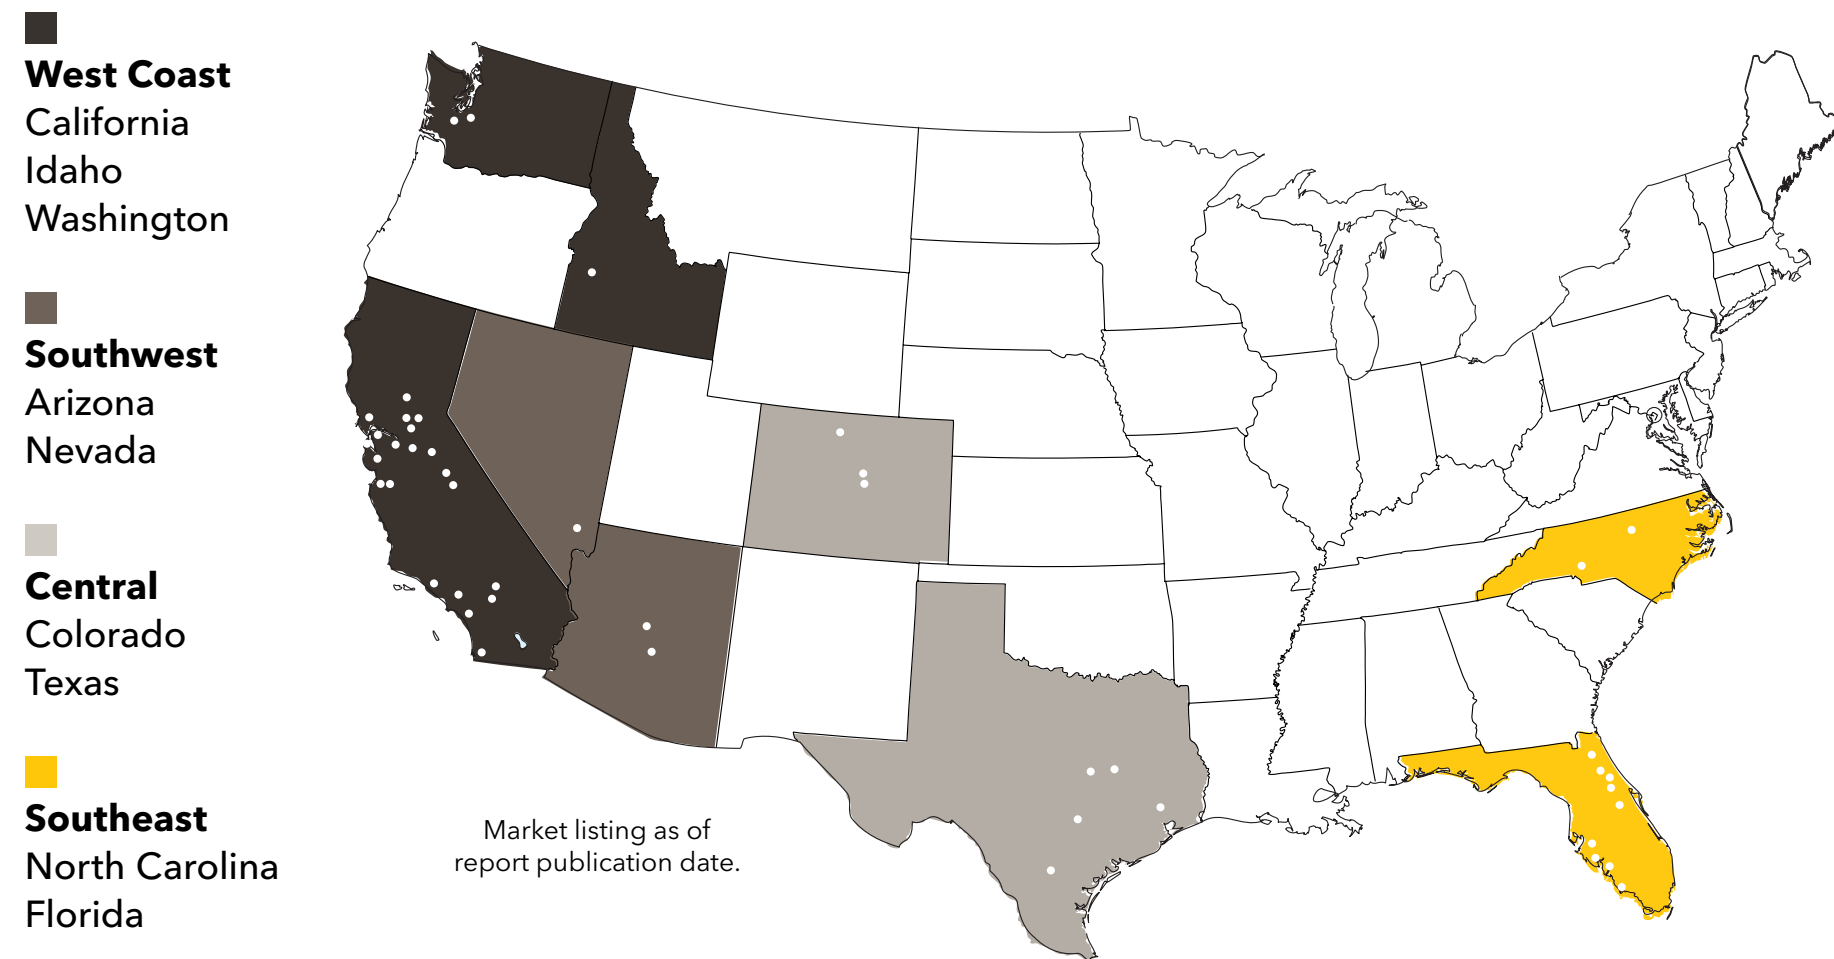 West Coast
California
Idaho
Washington
Southwest
Arizona
Nevada
Central
Colorado
Texas
Southeast
North Carolina
Florida
Market listing as of
report publication date.